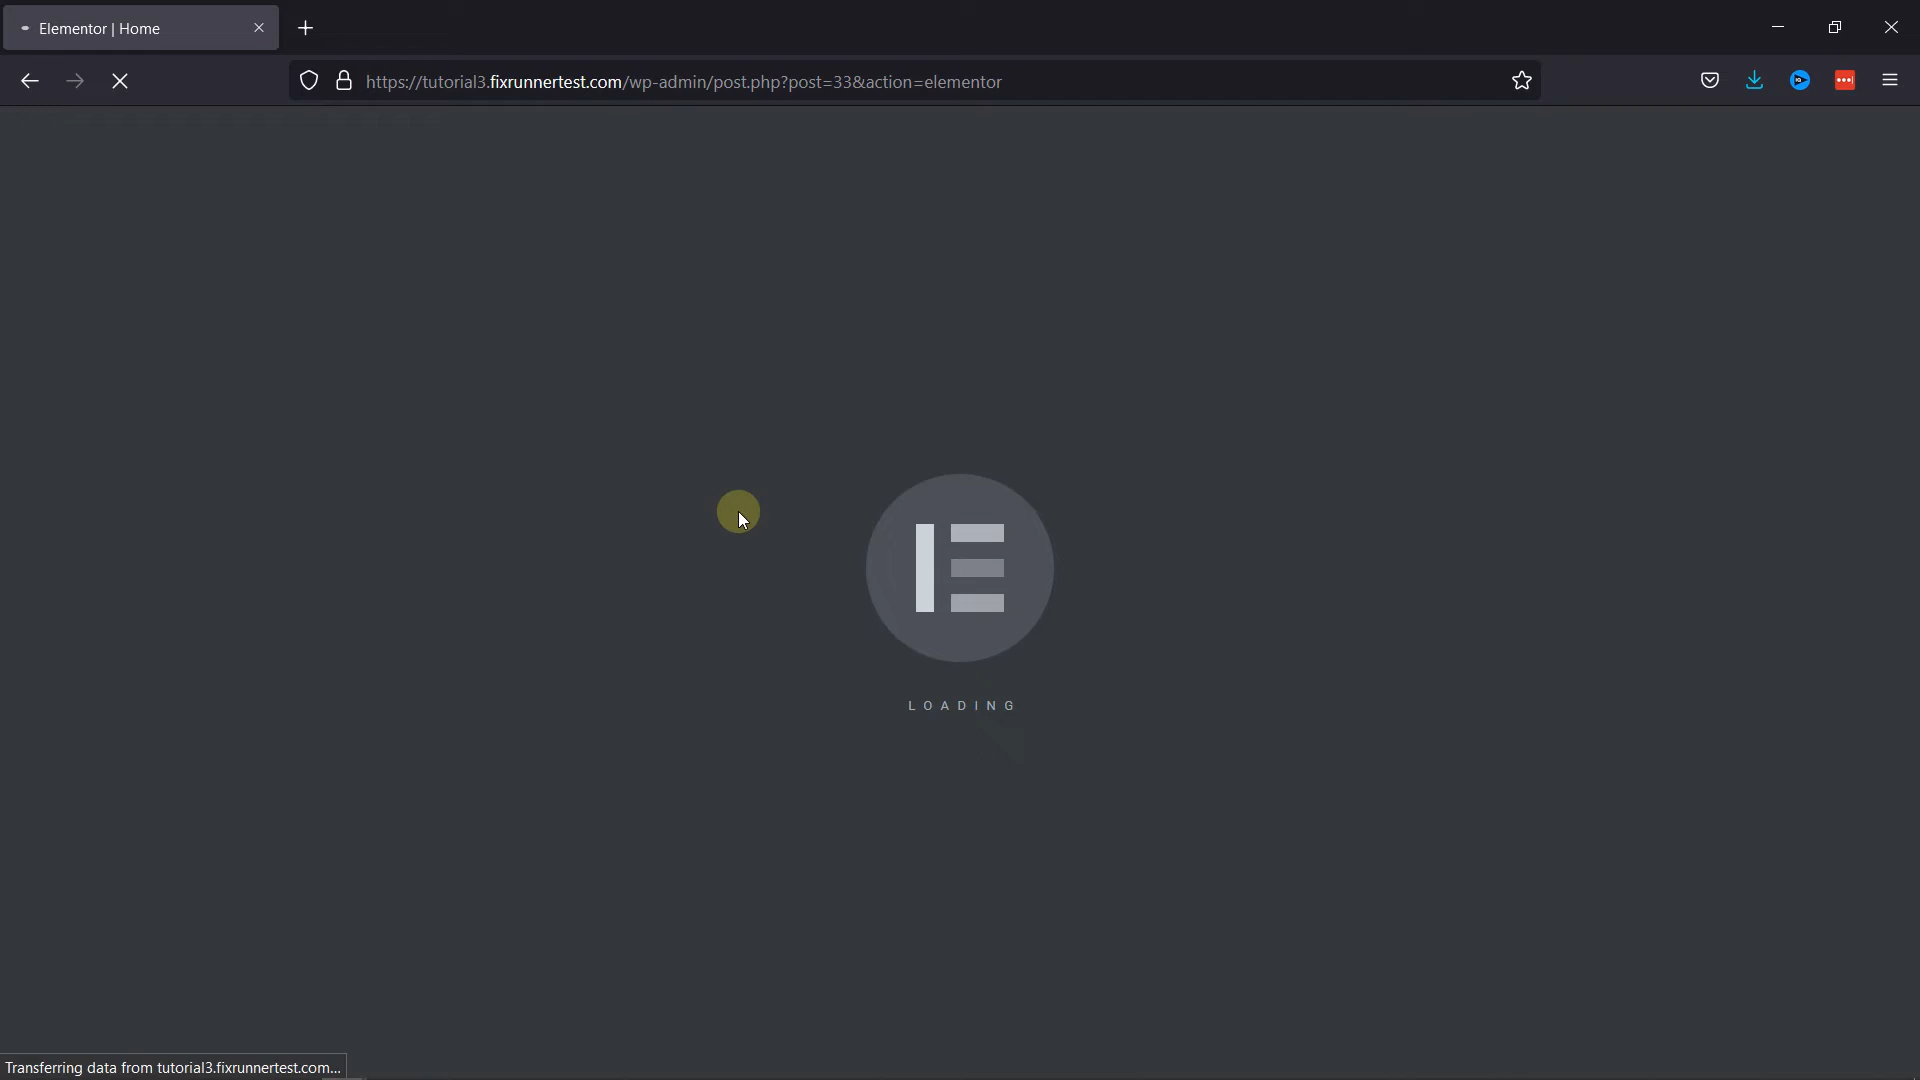 Elementor | Home
https://tutorial3.fixrunnertest.com/wp-admin/post.php?post=33&action=elementor
LOADING
Transferring data from tutorial3.fixrunnertest.com...